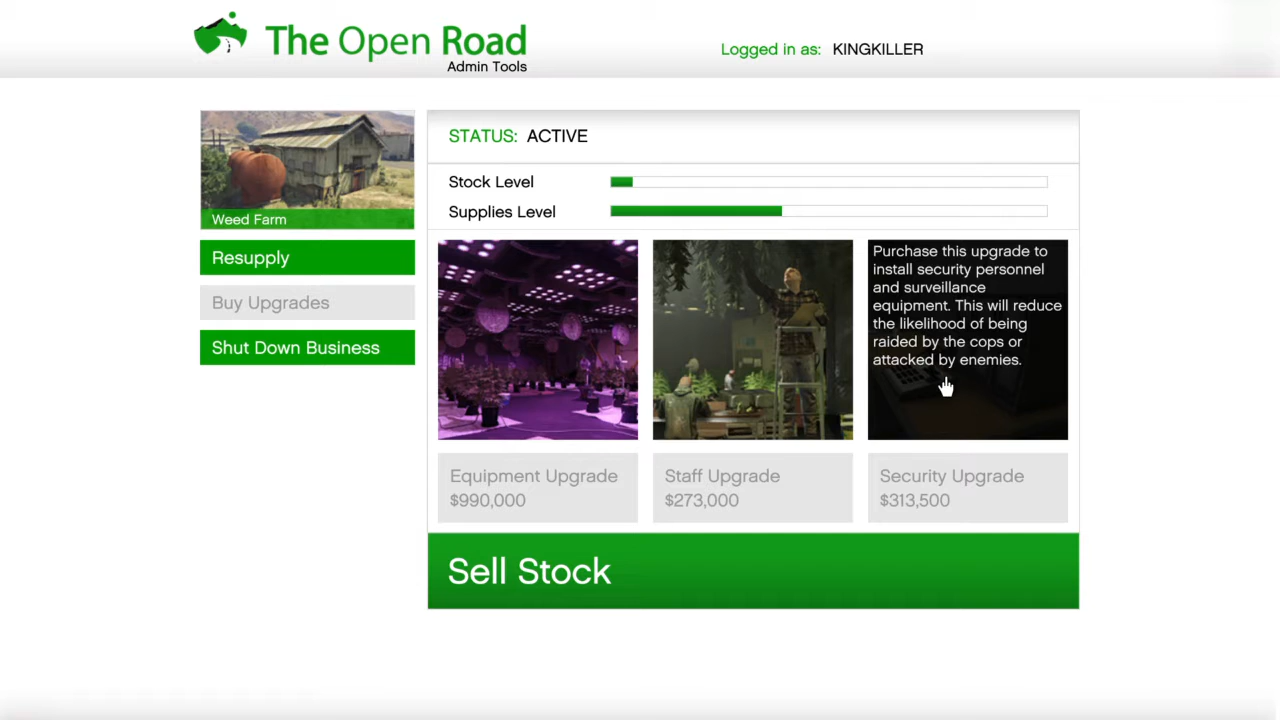 The Open Road
Admin Tools
Logged in as: KINGKILLER
Weed Farm
Resupply
Buy Upgrades
Shut Down Business
STATUS: ACTIVE
Stock Level
Supplies Level
Purchase this upgrade to
install security personnel
and surveillance
equipment. This will reduce
the likelihood of being
raided by the cops or
attacked by enemies.
Equipment Upgrade
$990,000
Staff Upgrade
$273,000
Security Upgrade
$313,500
Sell Stock